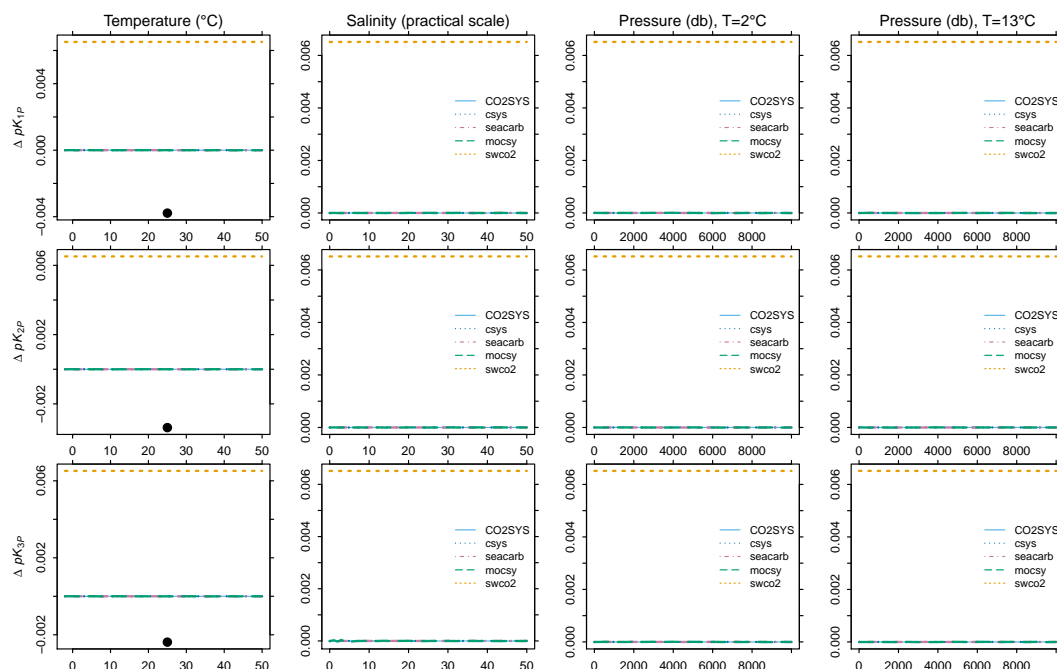 Temperature (°C)
Salinity (practical scale)
Pressure (db), T=2°C
Pressure (db), T=13°C
Δ pK1P
−0.004 0.000 0.004
0.000 0.002 0.004 0.006
0.000 0.002 0.004 0.006
0.000 0.002 0.004 0.006
CO2SYS
csys
seacarb
mocsy
swco2
CO2SYS
csys
seacarb
mocsy
swco2
CO2SYS
csys
seacarb
mocsy
swco2
0 10 20 30 40 50
0 10 20 30 40 50
0 2000 4000 6000 8000
0 2000 4000 6000 8000
Δ pK2P
−0.002 0.002 0.006
0.000 0.002 0.004 0.006
0.000 0.002 0.004 0.006
0.000 0.002 0.004 0.006
CO2SYS
csys
seacarb
mocsy
swco2
CO2SYS
csys
seacarb
mocsy
swco2
CO2SYS
csys
seacarb
mocsy
swco2
0 10 20 30 40 50
0 10 20 30 40 50
0 2000 4000 6000 8000
0 2000 4000 6000 8000
Δ pK3P
−0.002 0.002 0.006
0.000 0.002 0.004 0.006
0.000 0.002 0.004 0.006
0.000 0.002 0.004 0.006
CO2SYS
csys
seacarb
mocsy
swco2
CO2SYS
csys
seacarb
mocsy
swco2
CO2SYS
csys
seacarb
mocsy
swco2
0 10 20 30 40 50
0 10 20 30 40 50
0 2000 4000 6000 8000
0 2000 4000 6000 8000